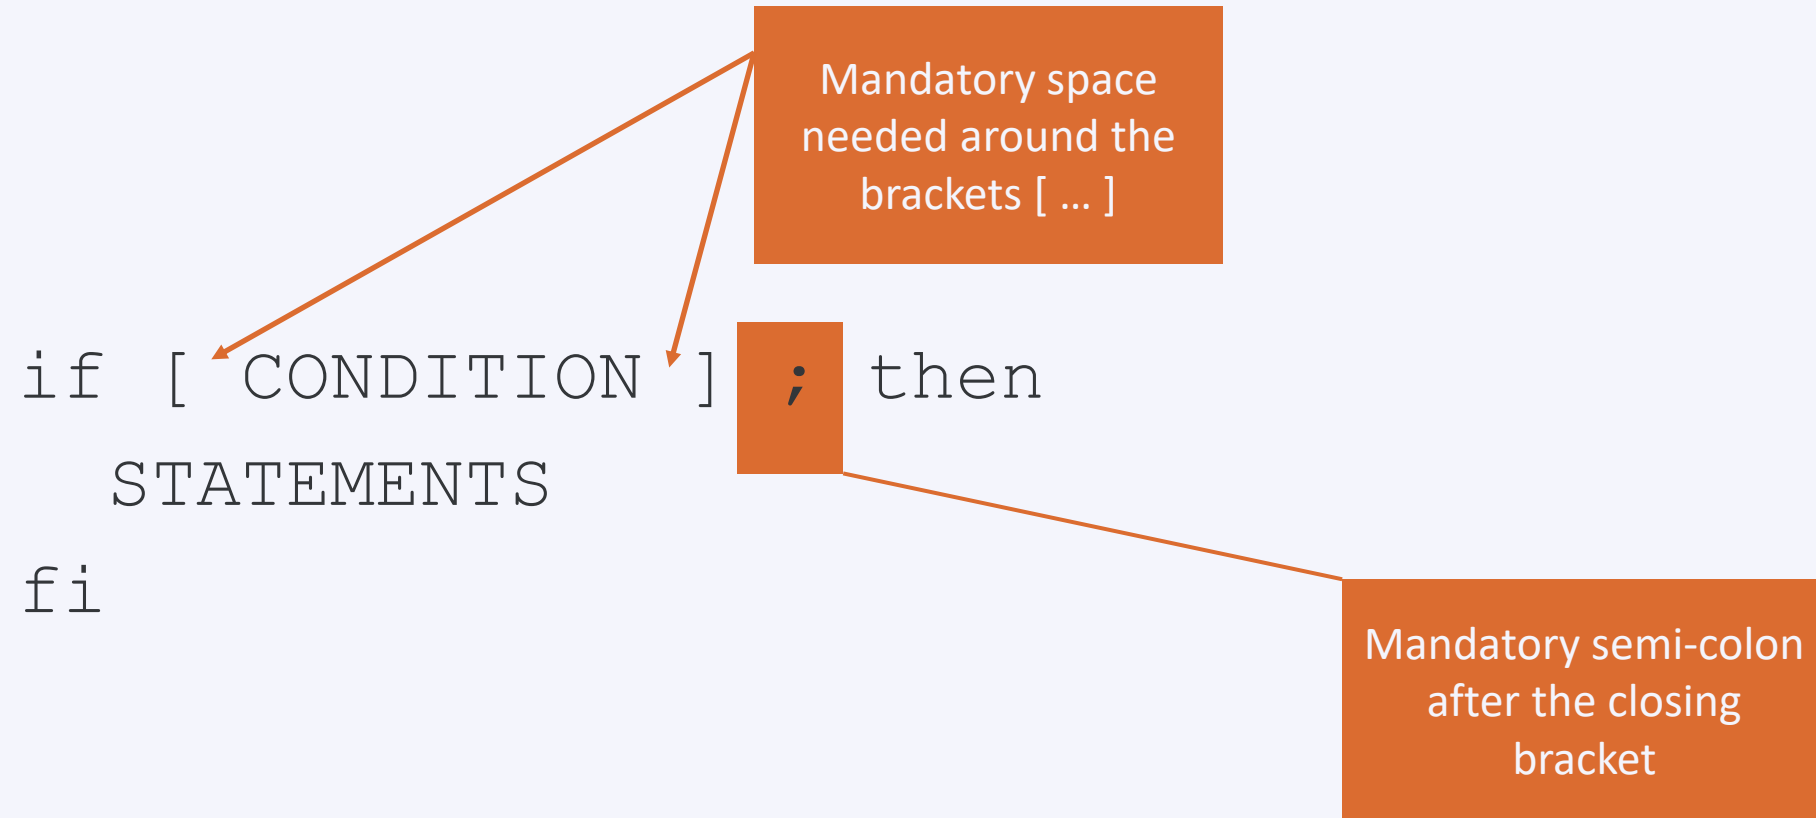 Mandatory space
needed around the
brackets [ … ]
if [ CONDITION ] ; then
STATEMENTS
fi
Mandatory semi-colon
after the closing
bracket